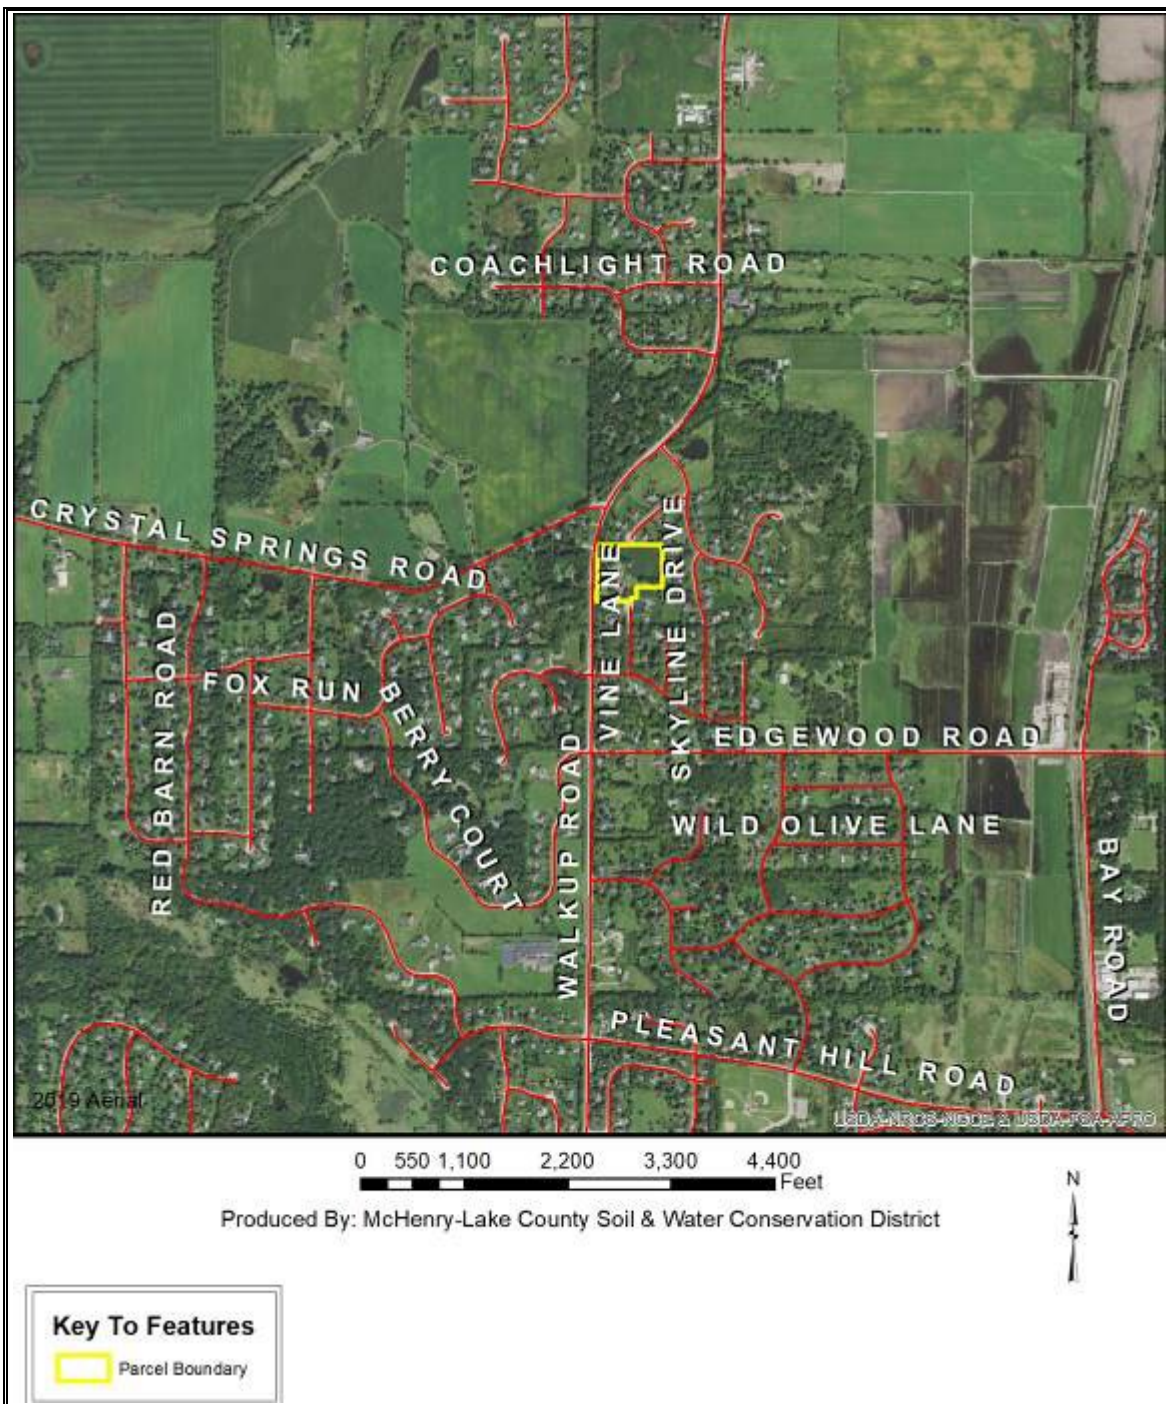 COACHLIGHT ROAD
CRYSTAL SPRINGS ROAD
VINE LANE
SKYLINE DRIVE
RED BARN ROAD
FOX RUN
BERRY COURT
WALKUP ROAD
EDGEWOOD ROAD
WILD OLIVE LANE
BAY ROAD
PLEASANT HILL ROAD
2019 Aerial
USDA-NRCS-NGCE & USDA-FSA-APFO
0 550 1,100 2,200 3,300 4,400
Feet
Produced By: McHenry-Lake County Soil & Water Conservation District
N
Key To Features
Parcel Boundary